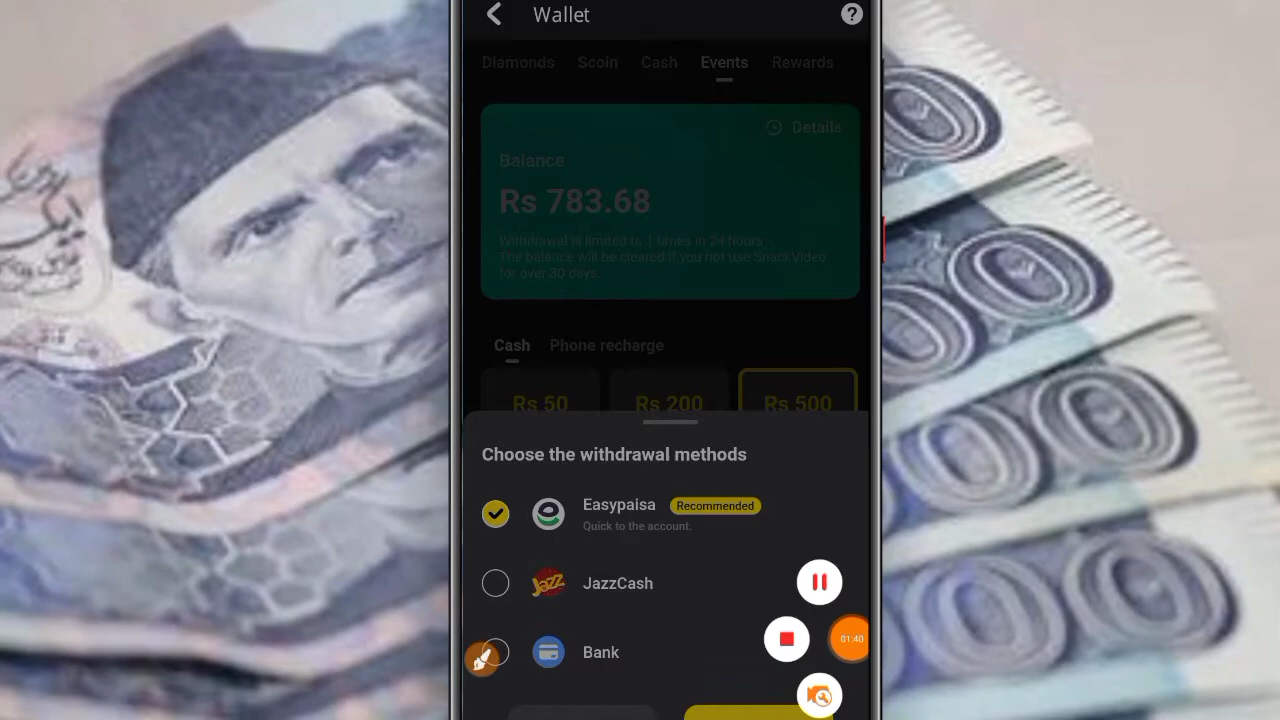 Wallet
?
Diamonds Scoin Cash Events Rewards
Details
Balance
Rs 783.68
Withdrawal is limited to 1 times in 24 hours
The balance will be cleared if you not use SnackVideo
for over 30 days.
Cash Phone recharge
Rs 50 Rs 200 Rs 500
Choose the withdrawal methods
Easypaisa Recommended
Quick to the account.
Jazz JazzCash
01:40
Bank